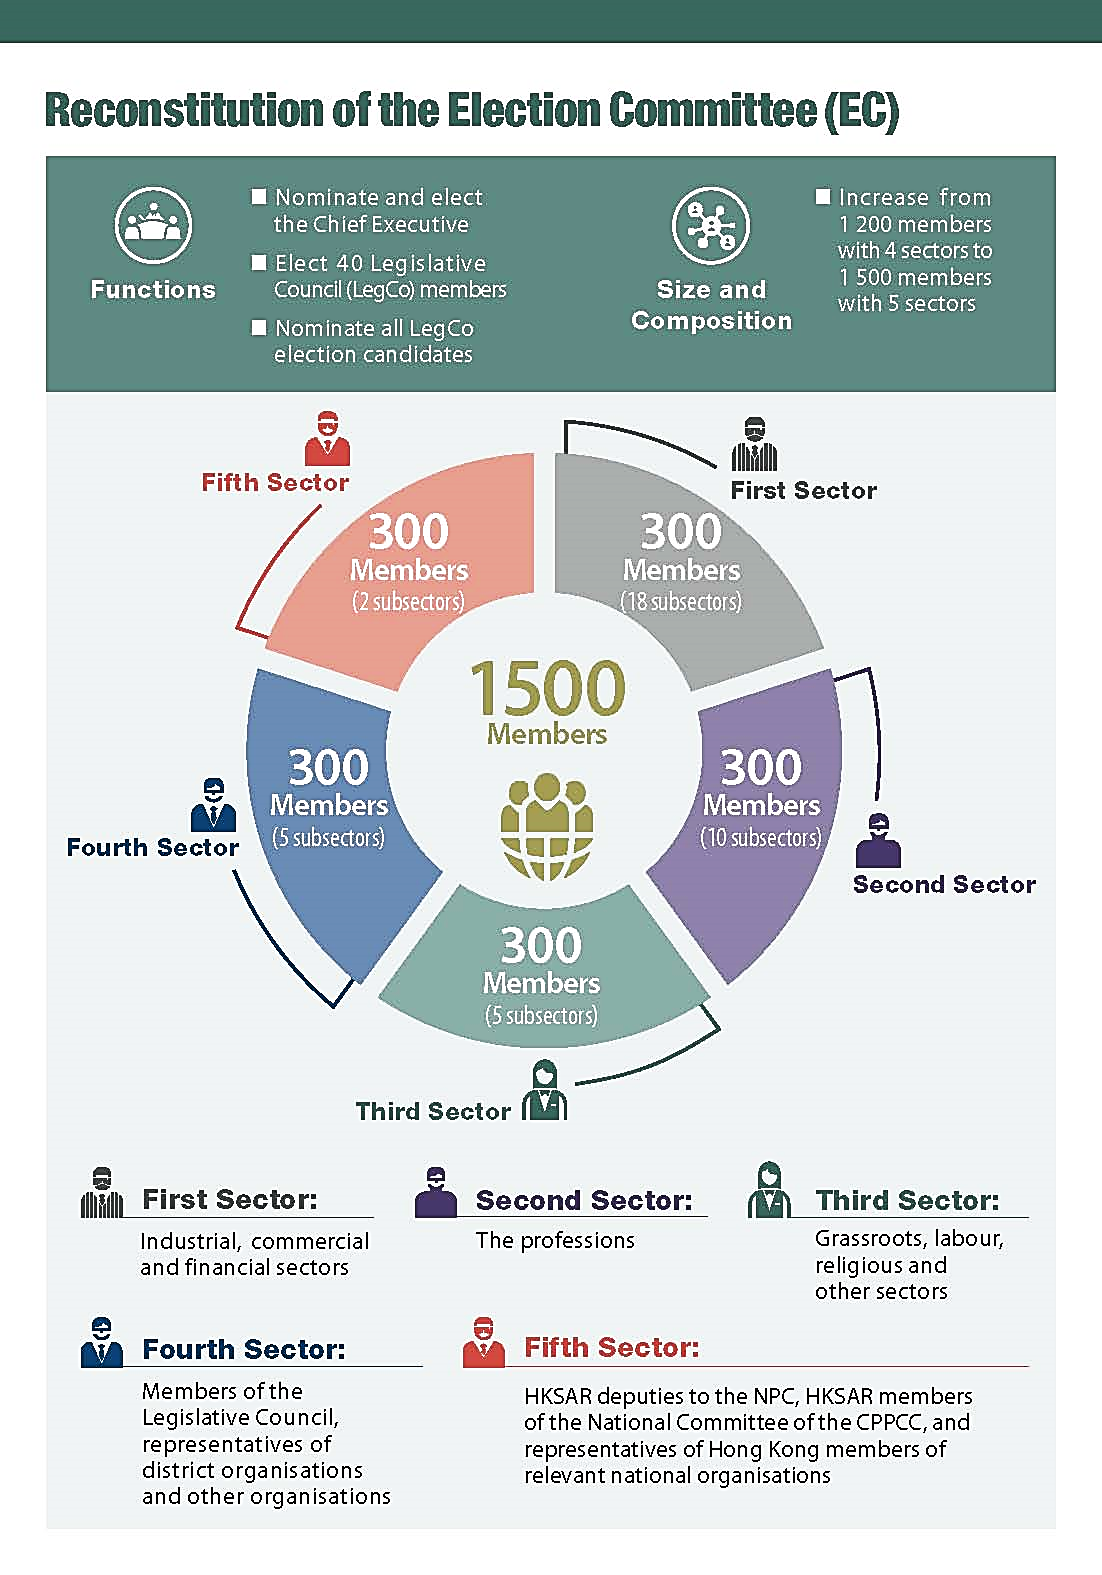 Reconstitution of the Election Committee (EC)
Functions
■ Nominate and elect
the Chief Executive
■ Elect 40 Legislative
Council (LegCo) members
■ Nominate all LegCo
election candidates
Size and
Composition
■ Increase from
1 200 members
with 4 sectors to
1 500 members
with 5 sectors
Fifth Sector
300
Members
(2 subsectors)
First Sector
300
Members
(18 subsectors)
1500
Members
Fourth Sector
300
Members
(5 subsectors)
300
Members
(10 subsectors)
Second Sector
300
Members
(5 subsectors)
Third Sector
First Sector:
Industrial, commercial
and financial sectors
Second Sector:
The professions
Third Sector:
Grassroots, labour,
religious and
other sectors
Fourth Sector:
Members of the
Legislative Council,
representatives of
district organisations
and other organisations
Fifth Sector:
HKSAR deputies to the NPC, HKSAR members
of the National Committee of the CPPCC, and
representatives of Hong Kong members of
relevant national organisations